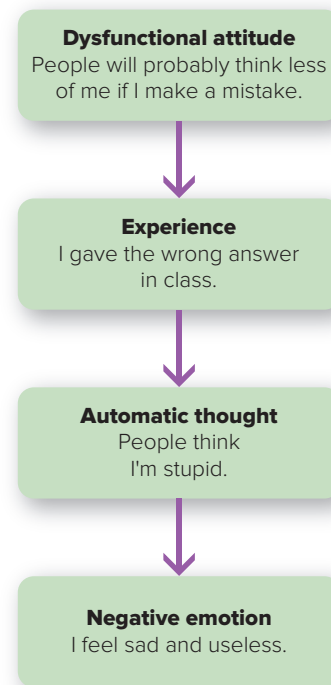 Dysfunctional attitude
People will probably think less
of me if I make a mistake.
Experience
I gave the wrong answer
in class.
Automatic thought
People think
I'm stupid.
Negative emotion
I feel sad and useless.